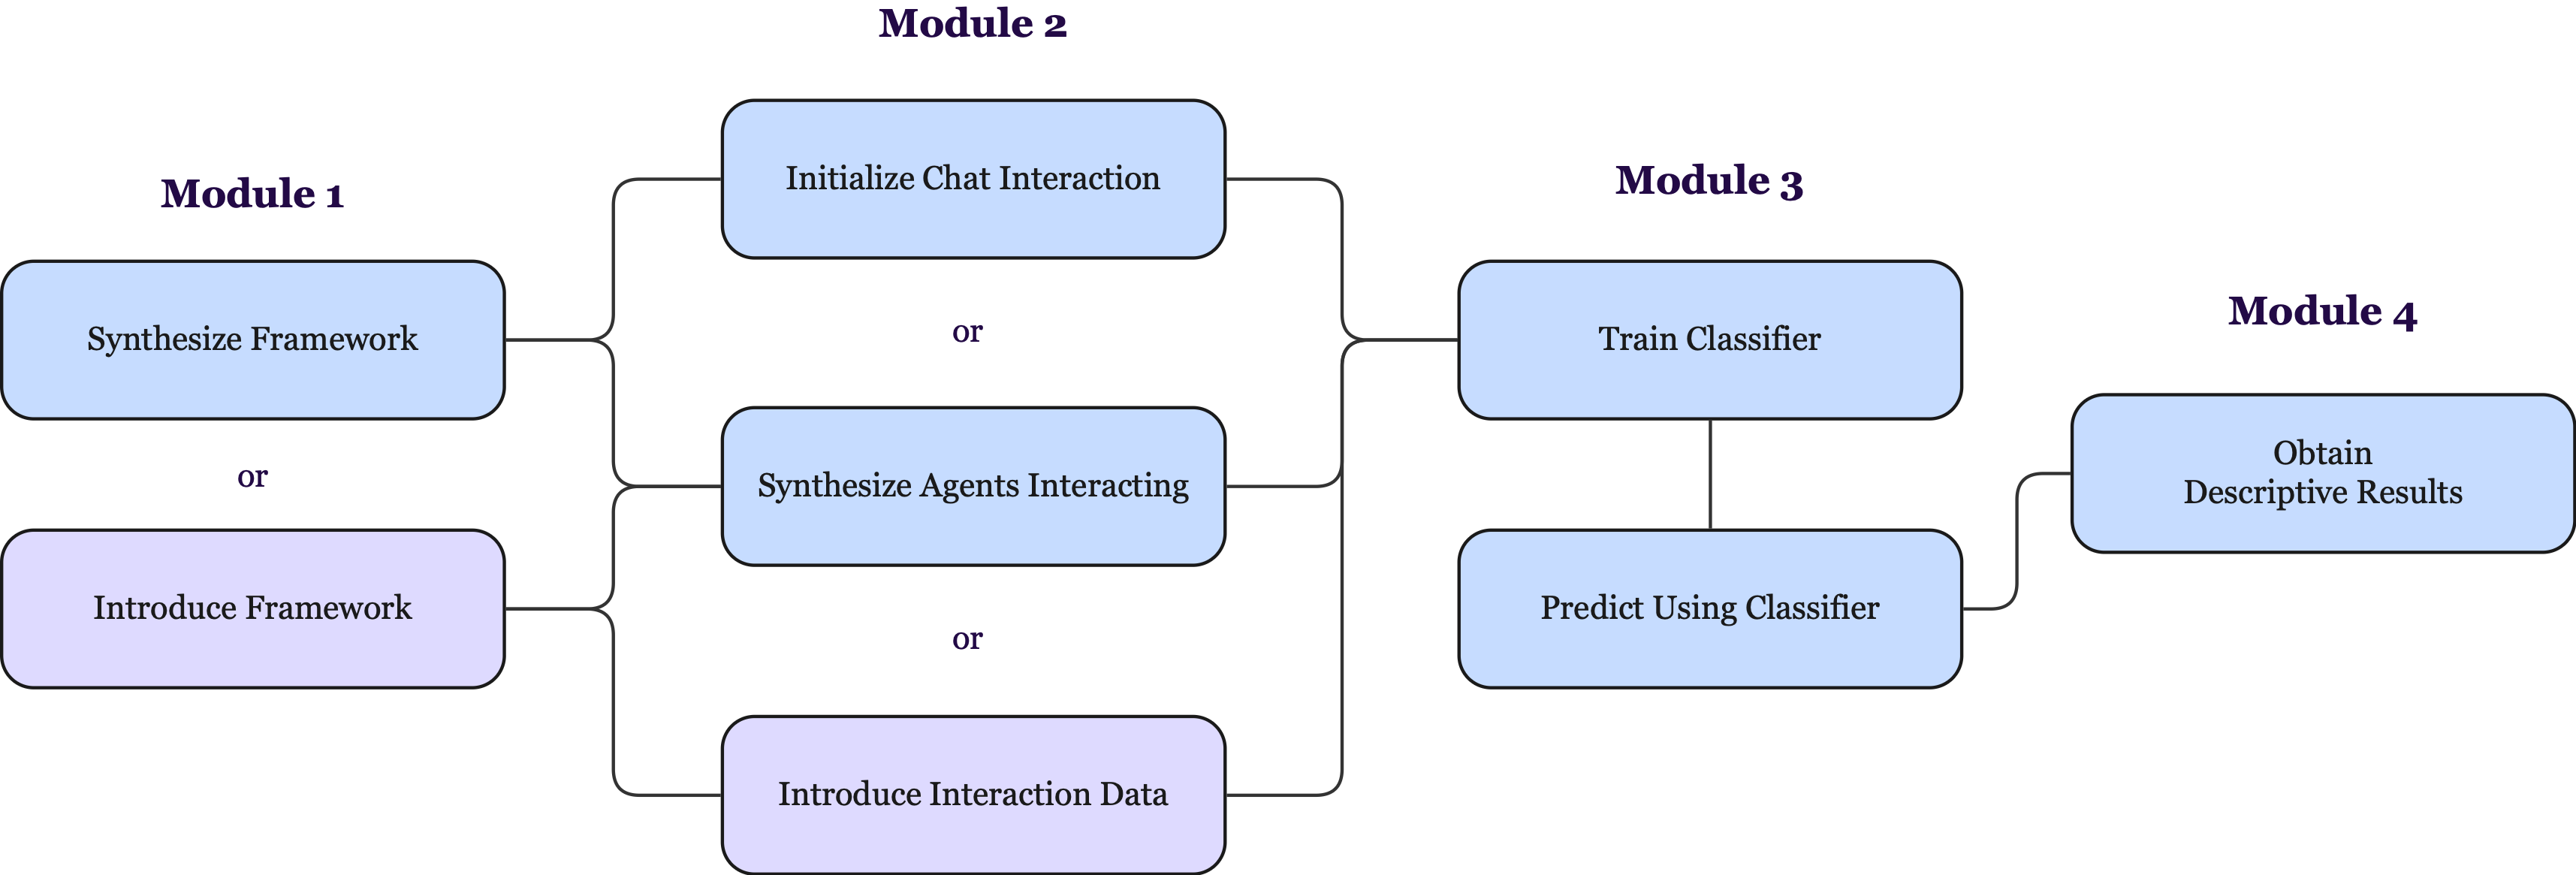 Module 1
Synthesize Framework
or
Introduce Framework
Module 2
Initialize Chat Interaction
or
Synthesize Agents Interacting
or
Introduce Interaction Data
Module 3
Train Classifier
Predict Using Classifier
Module 4
Obtain
Descriptive Results